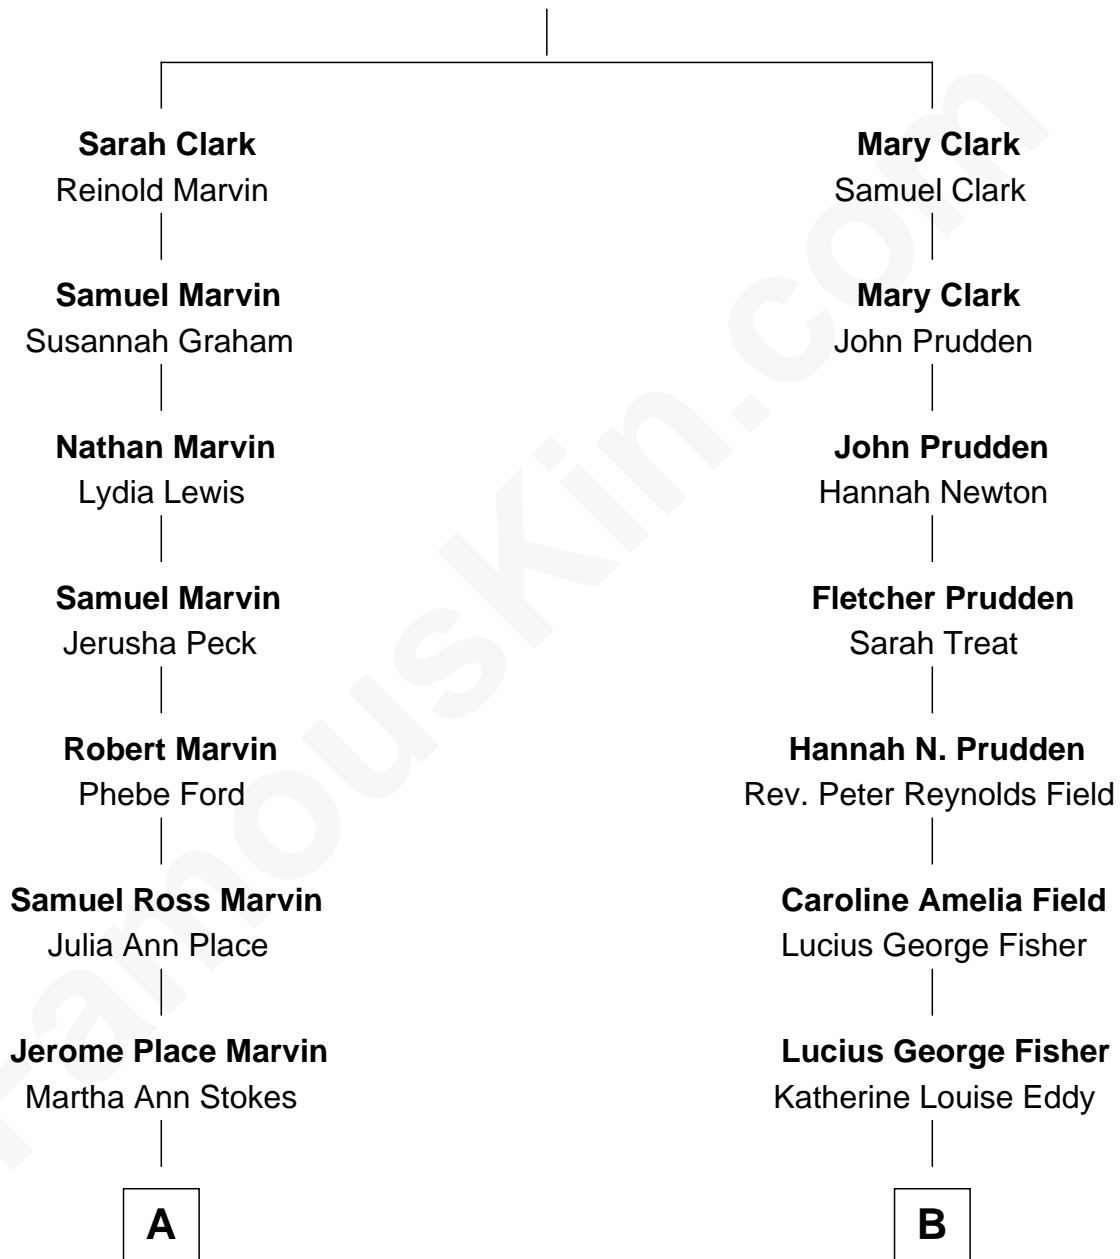 Sarah Clark
Reinold Marvin
Samuel Marvin
Susannah Graham
Nathan Marvin
Lydia Lewis
Samuel Marvin
Jerusha Peck
Robert Marvin
Phebe Ford
Samuel Ross Marvin
Julia Ann Place
Jerome Place Marvin
Martha Ann Stokes
A
Mary Clark
Samuel Clark
Mary Clark
John Prudden
John Prudden
Hannah Newton
Fletcher Prudden
Sarah Treat
Hannah N. Prudden
Rev. Peter Reynolds Field
Caroline Amelia Field
Lucius George Fisher
Lucius George Fisher
Katherine Louise Eddy
B
FamousKin.com